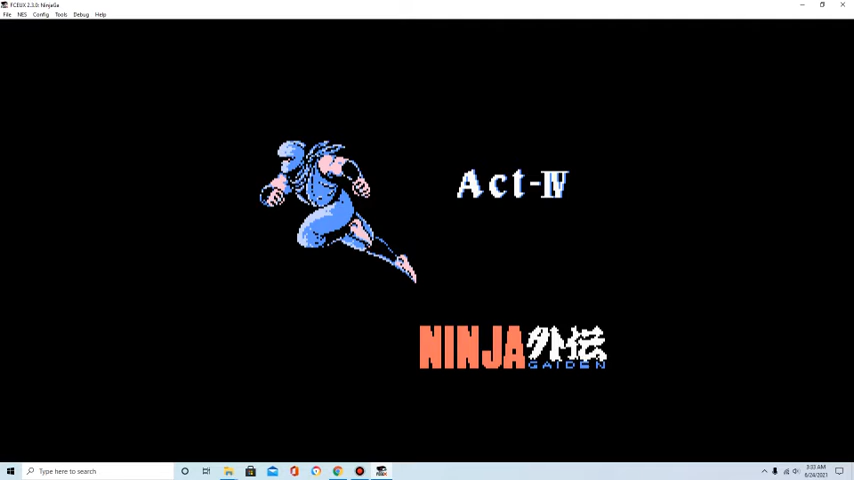 FCEUX 2.3.0: NinjaGa
File NES Config Tools Debug Help
Act-IV
NINJA外伝
GAIDEN
Type here to search
3:03 AM
6/24/2021